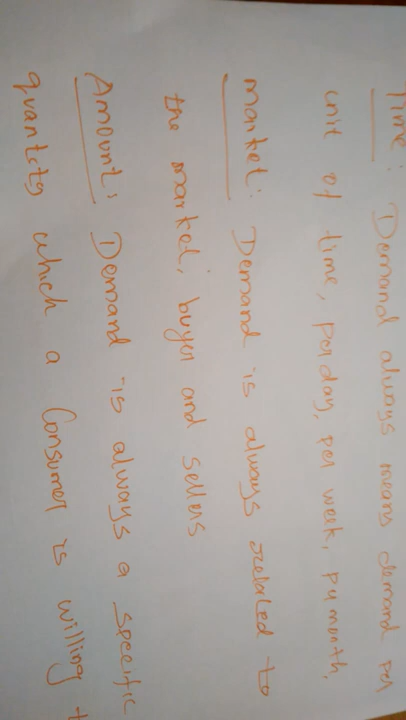 Time: Demand always means demand per
unit of time, per day, per week, per month.
market: Demand is always related to
the market, buyer and sellers
Amount: Demand is always a specific
quantity which a Consumer is willing t